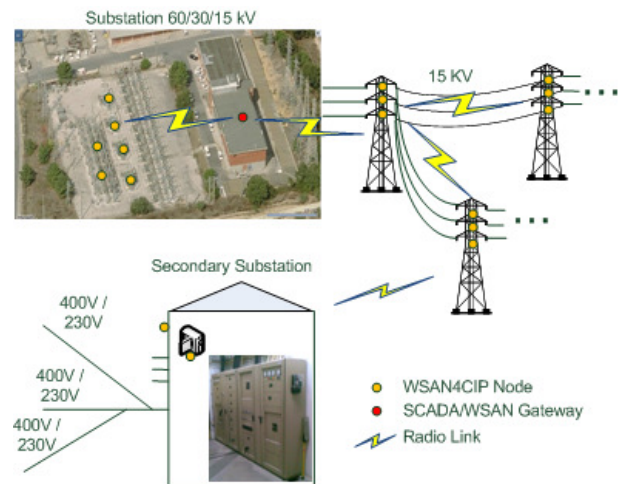 Substation 60/30/15 kV
15 KV
Secondary Substation
400V /
230V
400V /
230V
400V /
230V
WSAN4CIP Node
SCADA/WSAN Gateway
Radio Link